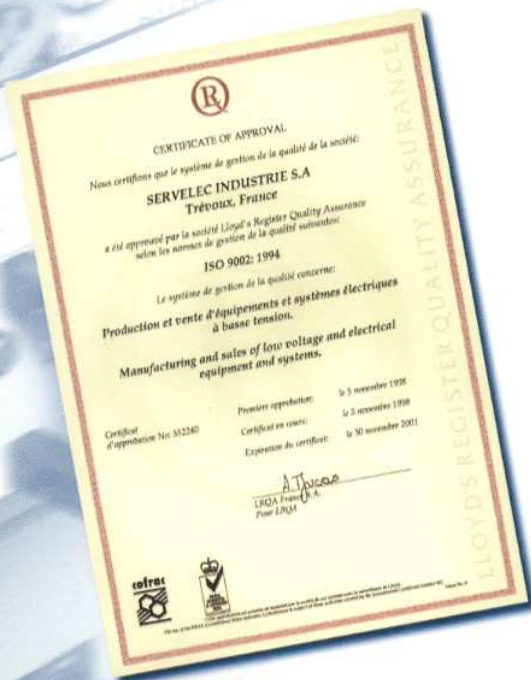 R
CERTIFICATE OF APPROVAL
Nous certifions que le système de gestion de la qualité de la société:
SERVELEC INDUSTRIE S.A
Trévoux, France
a été approuvé par la société Lloyd's Register Quality Assurance
selon les normes de gestion de la qualité suivantes:
ISO 9002: 1994
Le système de gestion de la qualité concerne:
Production et vente d'équipements et systèmes électriques
à basse tension.
Manufacturing and sales of low voltage and electrical
equipment and systems.
Certificat
d'approbation No: 352240
Première approbation: le 5 novembre 1998
Certificat en cours: le 5 novembre 1998
Expiration du certificat: le 30 novembre 2001
LRQA France S.A.
Pour LRQA
cofrac
LLOYD'S REGISTER QUALITY ASSURANCE